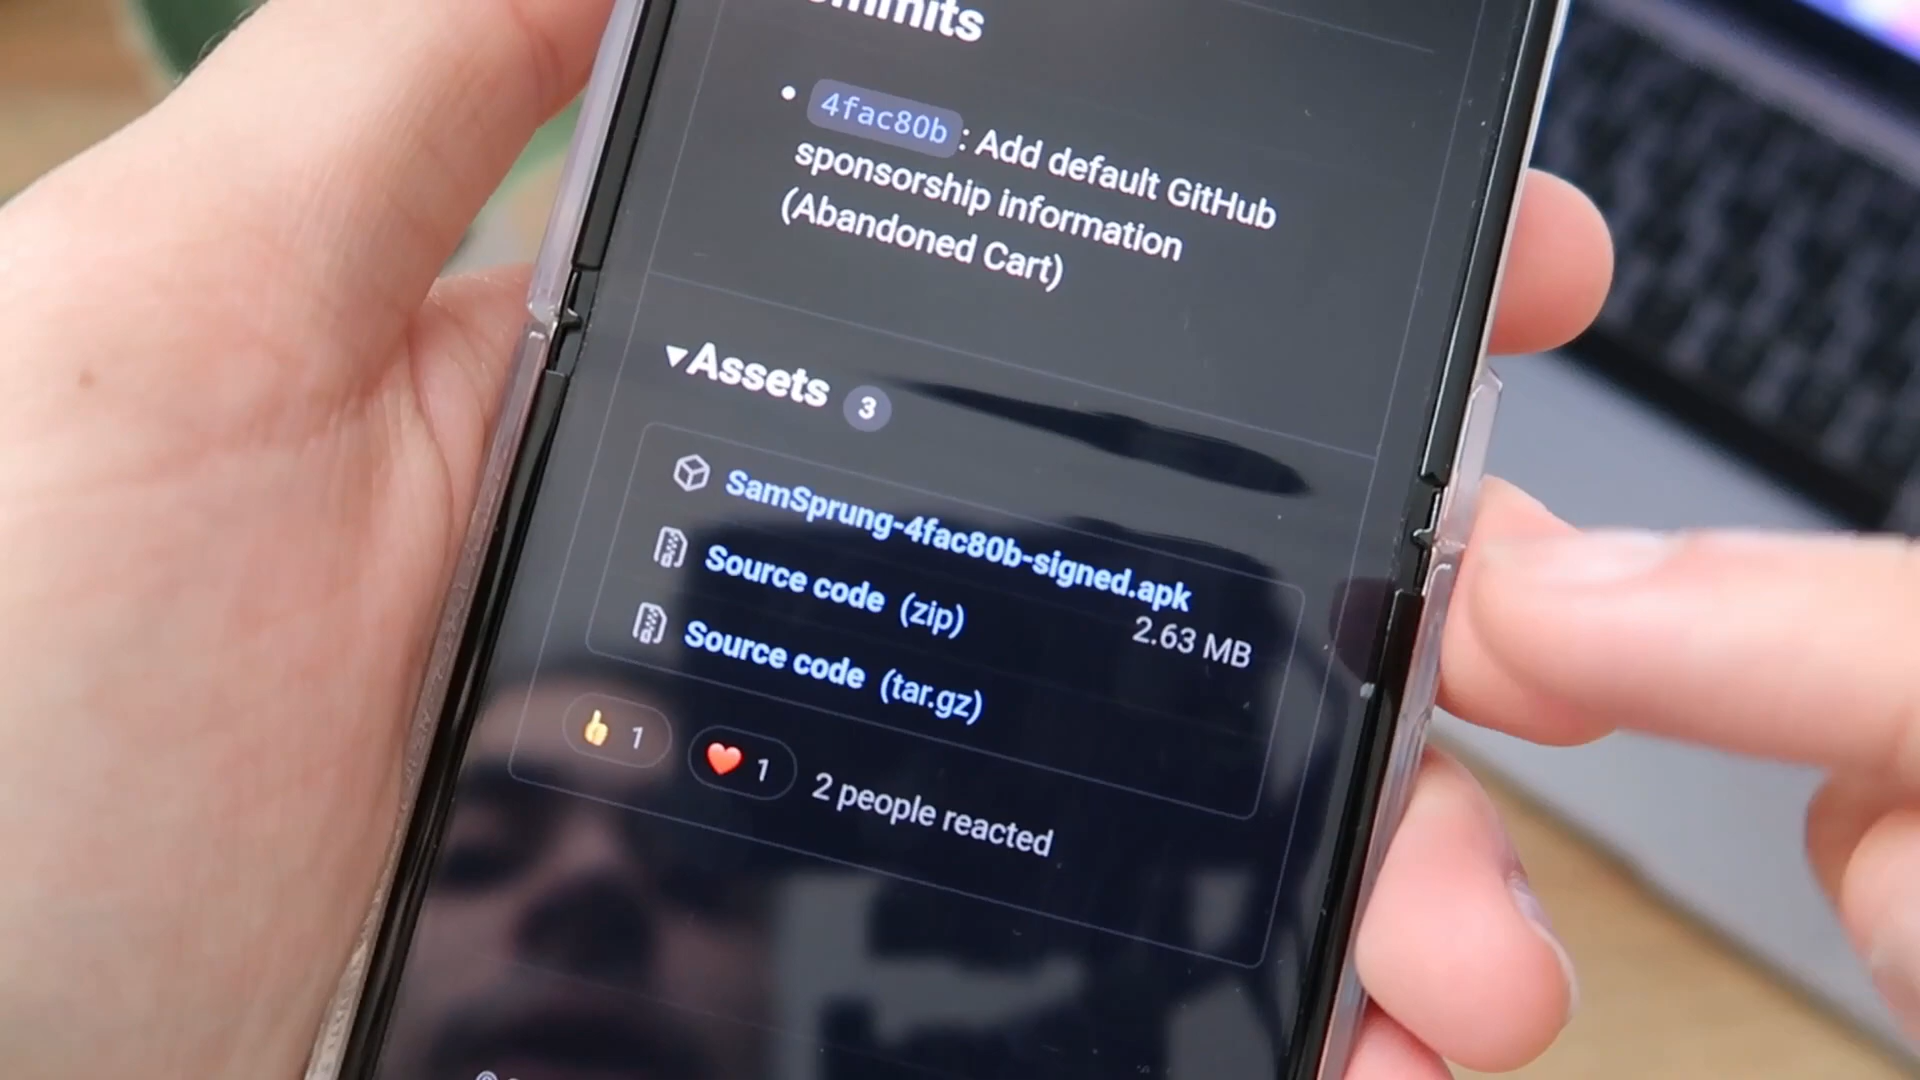 4fac80b : Add default GitHub
sponsorship information
(Abandoned Cart)
Assets 3
SamSprung-4fac80b-signed.apk
2.63 MB
Source code (zip)
Source code (tar.gz)
👍 1 ❤️ 1 2 people reacted